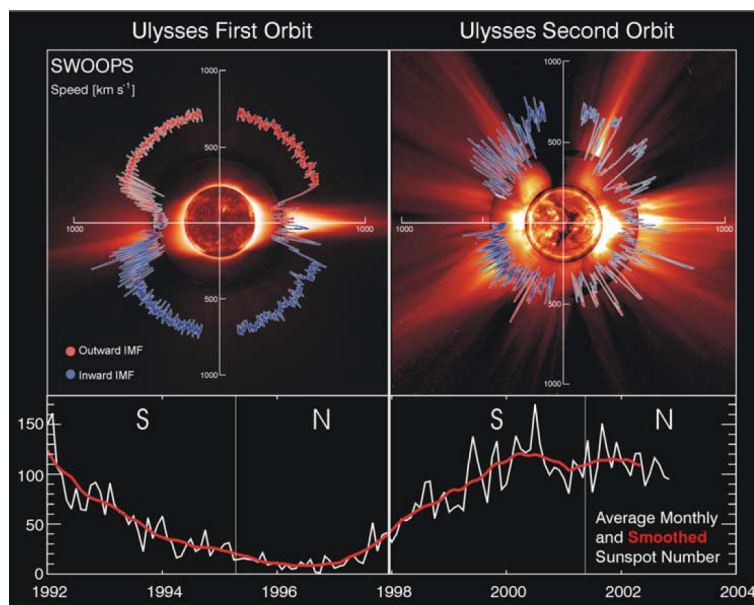 Ulysses First Orbit
Ulysses Second Orbit
SWOOPS
Speed [km s⁻¹]
1000
500
1000
1000
500
1000
Outward IMF
Inward IMF
1000
500
1000
1000
500
1000
S
N
S
N
150
100
50
0
Average Monthly
and Smoothed
Sunspot Number
1992
1994
1996
1998
2000
2002
2004